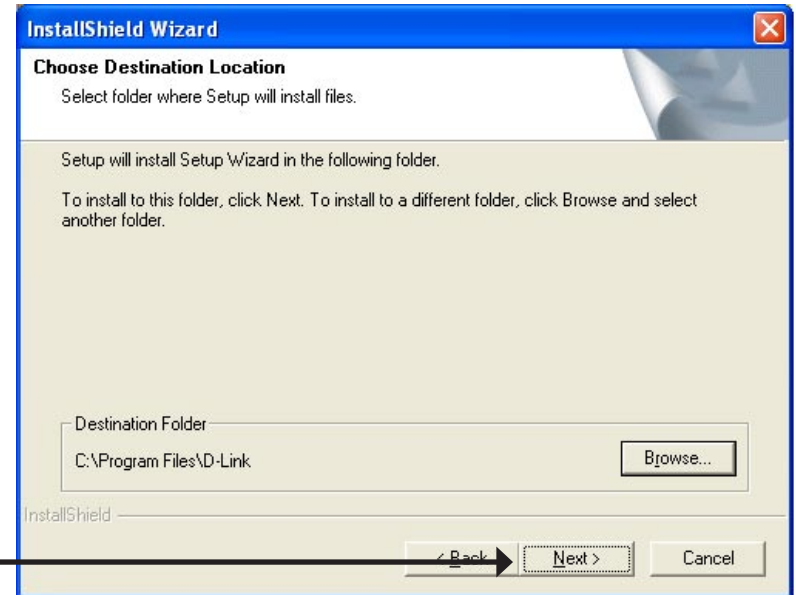 InstallShield Wizard
Choose Destination Location
Select folder where Setup will install files.
Setup will install Setup Wizard in the following folder.
To install to this folder, click Next. To install to a different folder, click Browse and select
another folder.
Destination Folder
C:\Program Files\D-Link
Browse...
InstallShield
< Back
Next >
Cancel